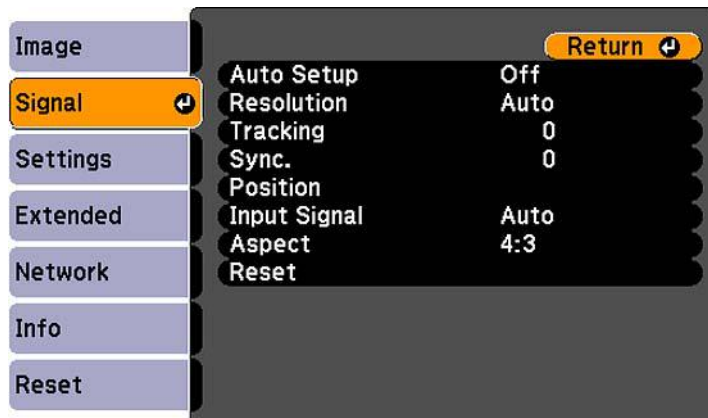 Image
Signal
Settings
Extended
Network
Info
Reset
Return
Auto Setup Off
Resolution Auto
Tracking 0
Sync. 0
Position
Input Signal Auto
Aspect 4:3
Reset